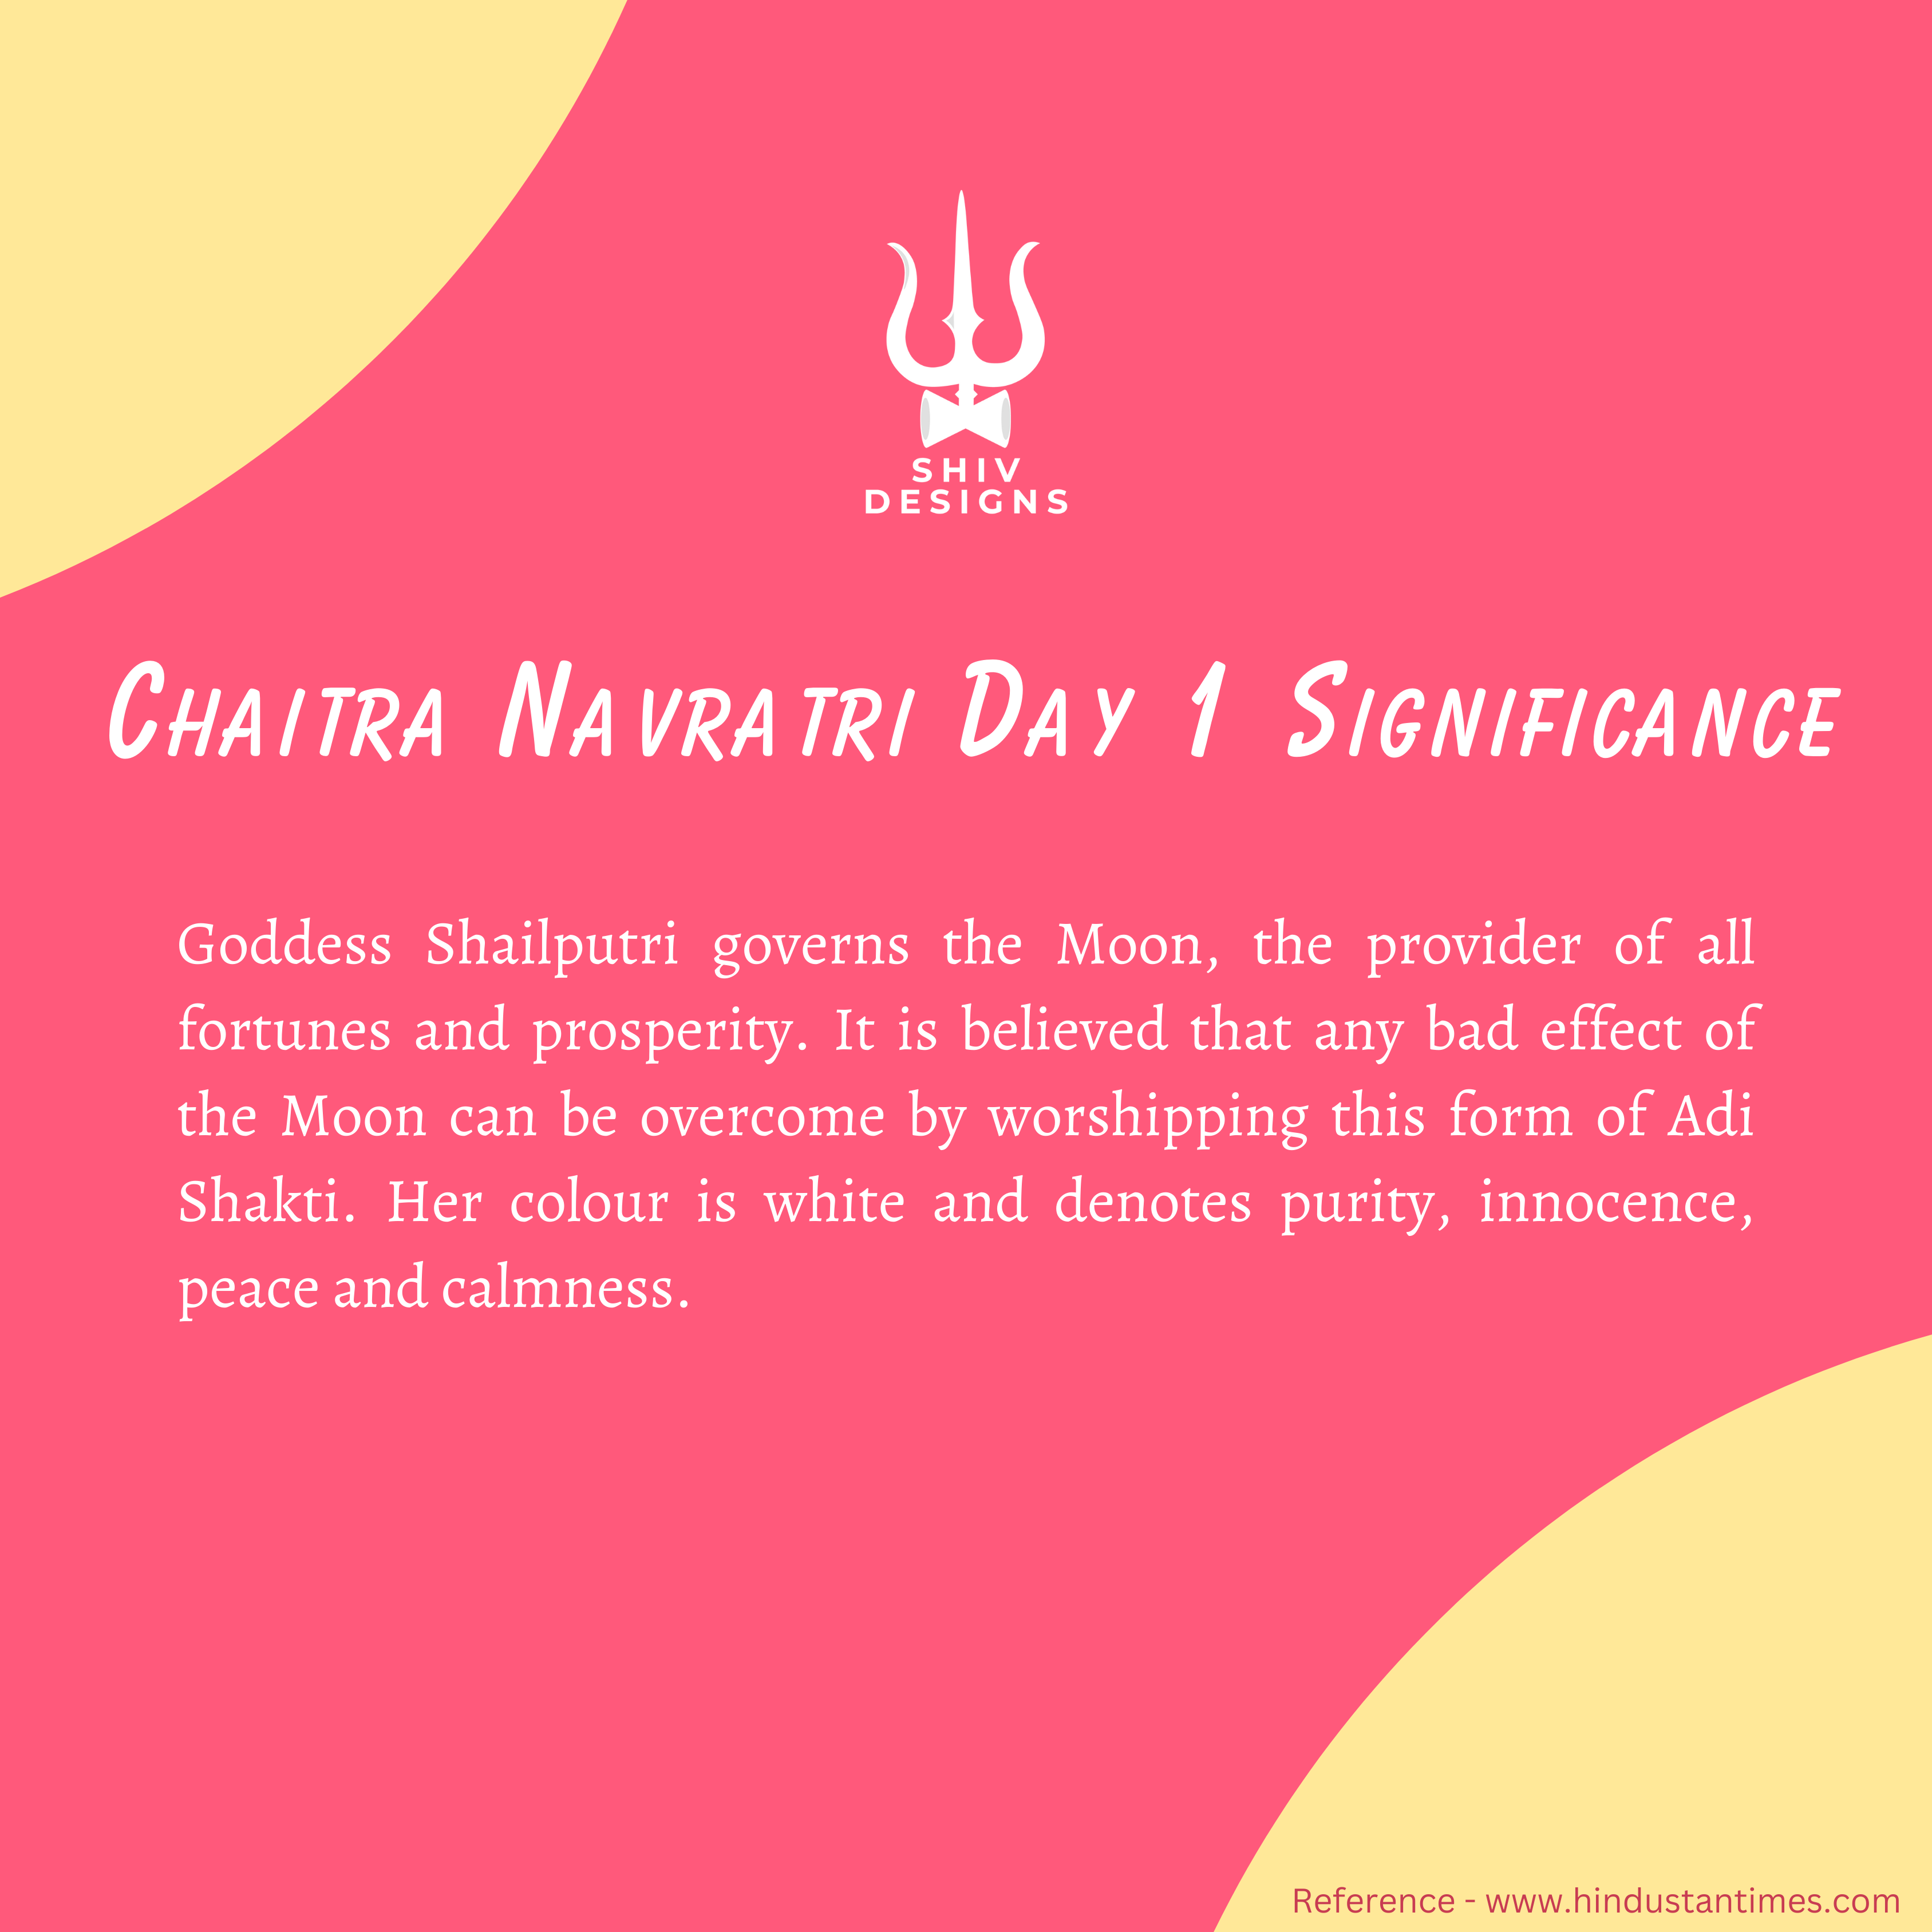 SHIV
DESIGNS
Chaitra Navratri Day 1 Significance
Goddess Shailputri governs the Moon, the provider of all
fortunes and prosperity. It is believed that any bad effect of
the Moon can be overcome by worshipping this form of Adi
Shakti. Her colour is white and denotes purity, innocence,
peace and calmness.
Reference - www.hindustantimes.com